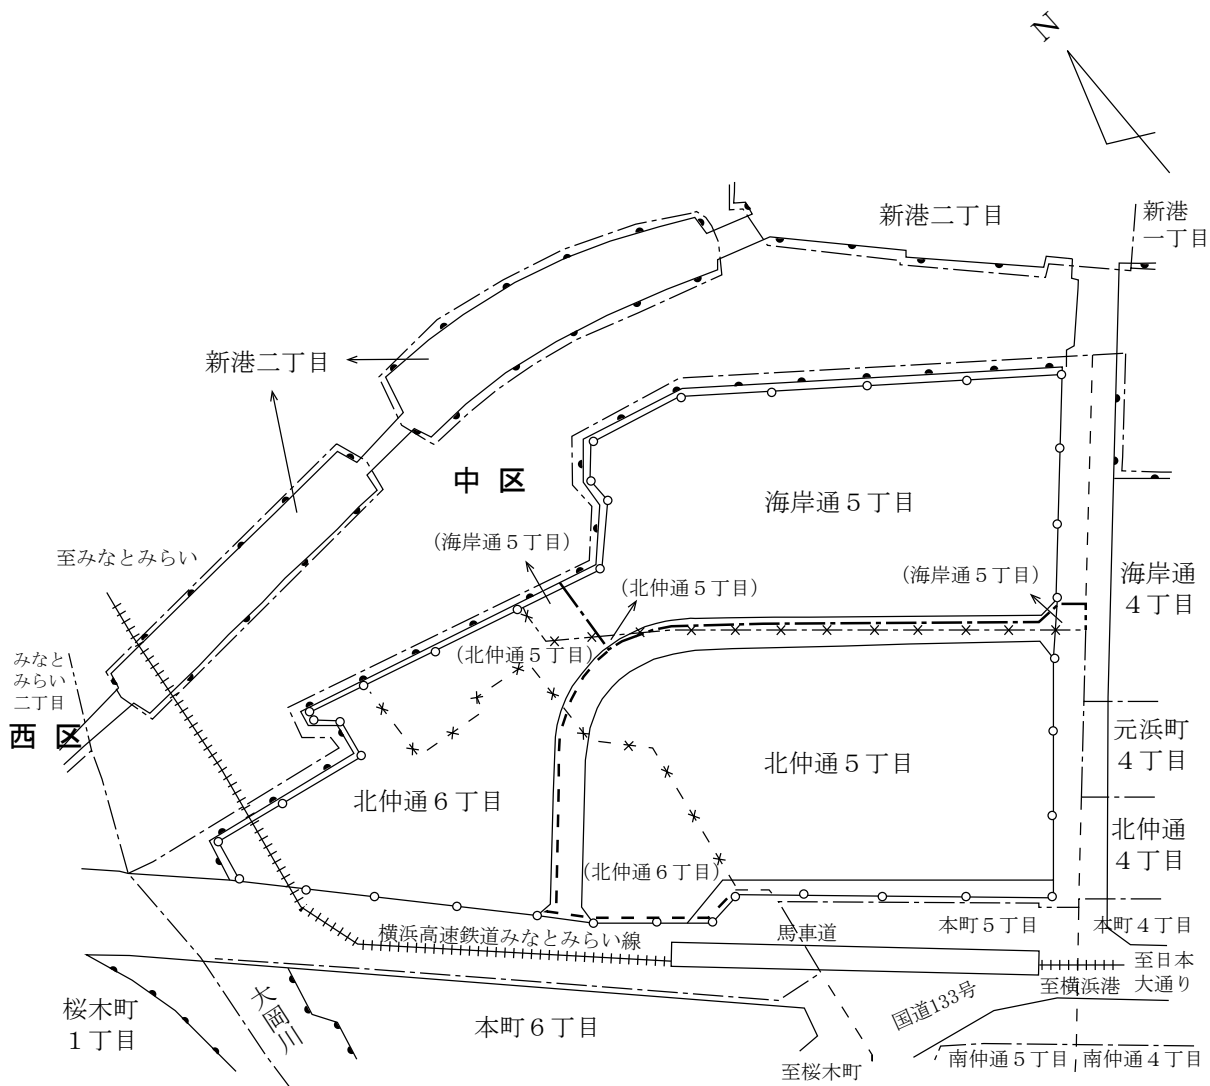 N
新港二丁目
新港
一丁目
新港二丁目
中 区
海岸通５丁目
(海岸通５丁目)
至みなとみらい
(北仲通５丁目)
(海岸通５丁目)
海岸通
４丁目
(北仲通５丁目)
みなと
みらい
二丁目
西 区
元浜町
４丁目
北仲通５丁目
北仲通６丁目
北仲通
４丁目
(北仲通６丁目)
本町５丁目
本町４丁目
馬車道
横浜高速鉄道みなとみらい線
至日本
大通り
至横浜港
国道133号
大岡川
桜木町
１丁目
本町６丁目
南仲通５丁目
南仲通４丁目
至桜木町